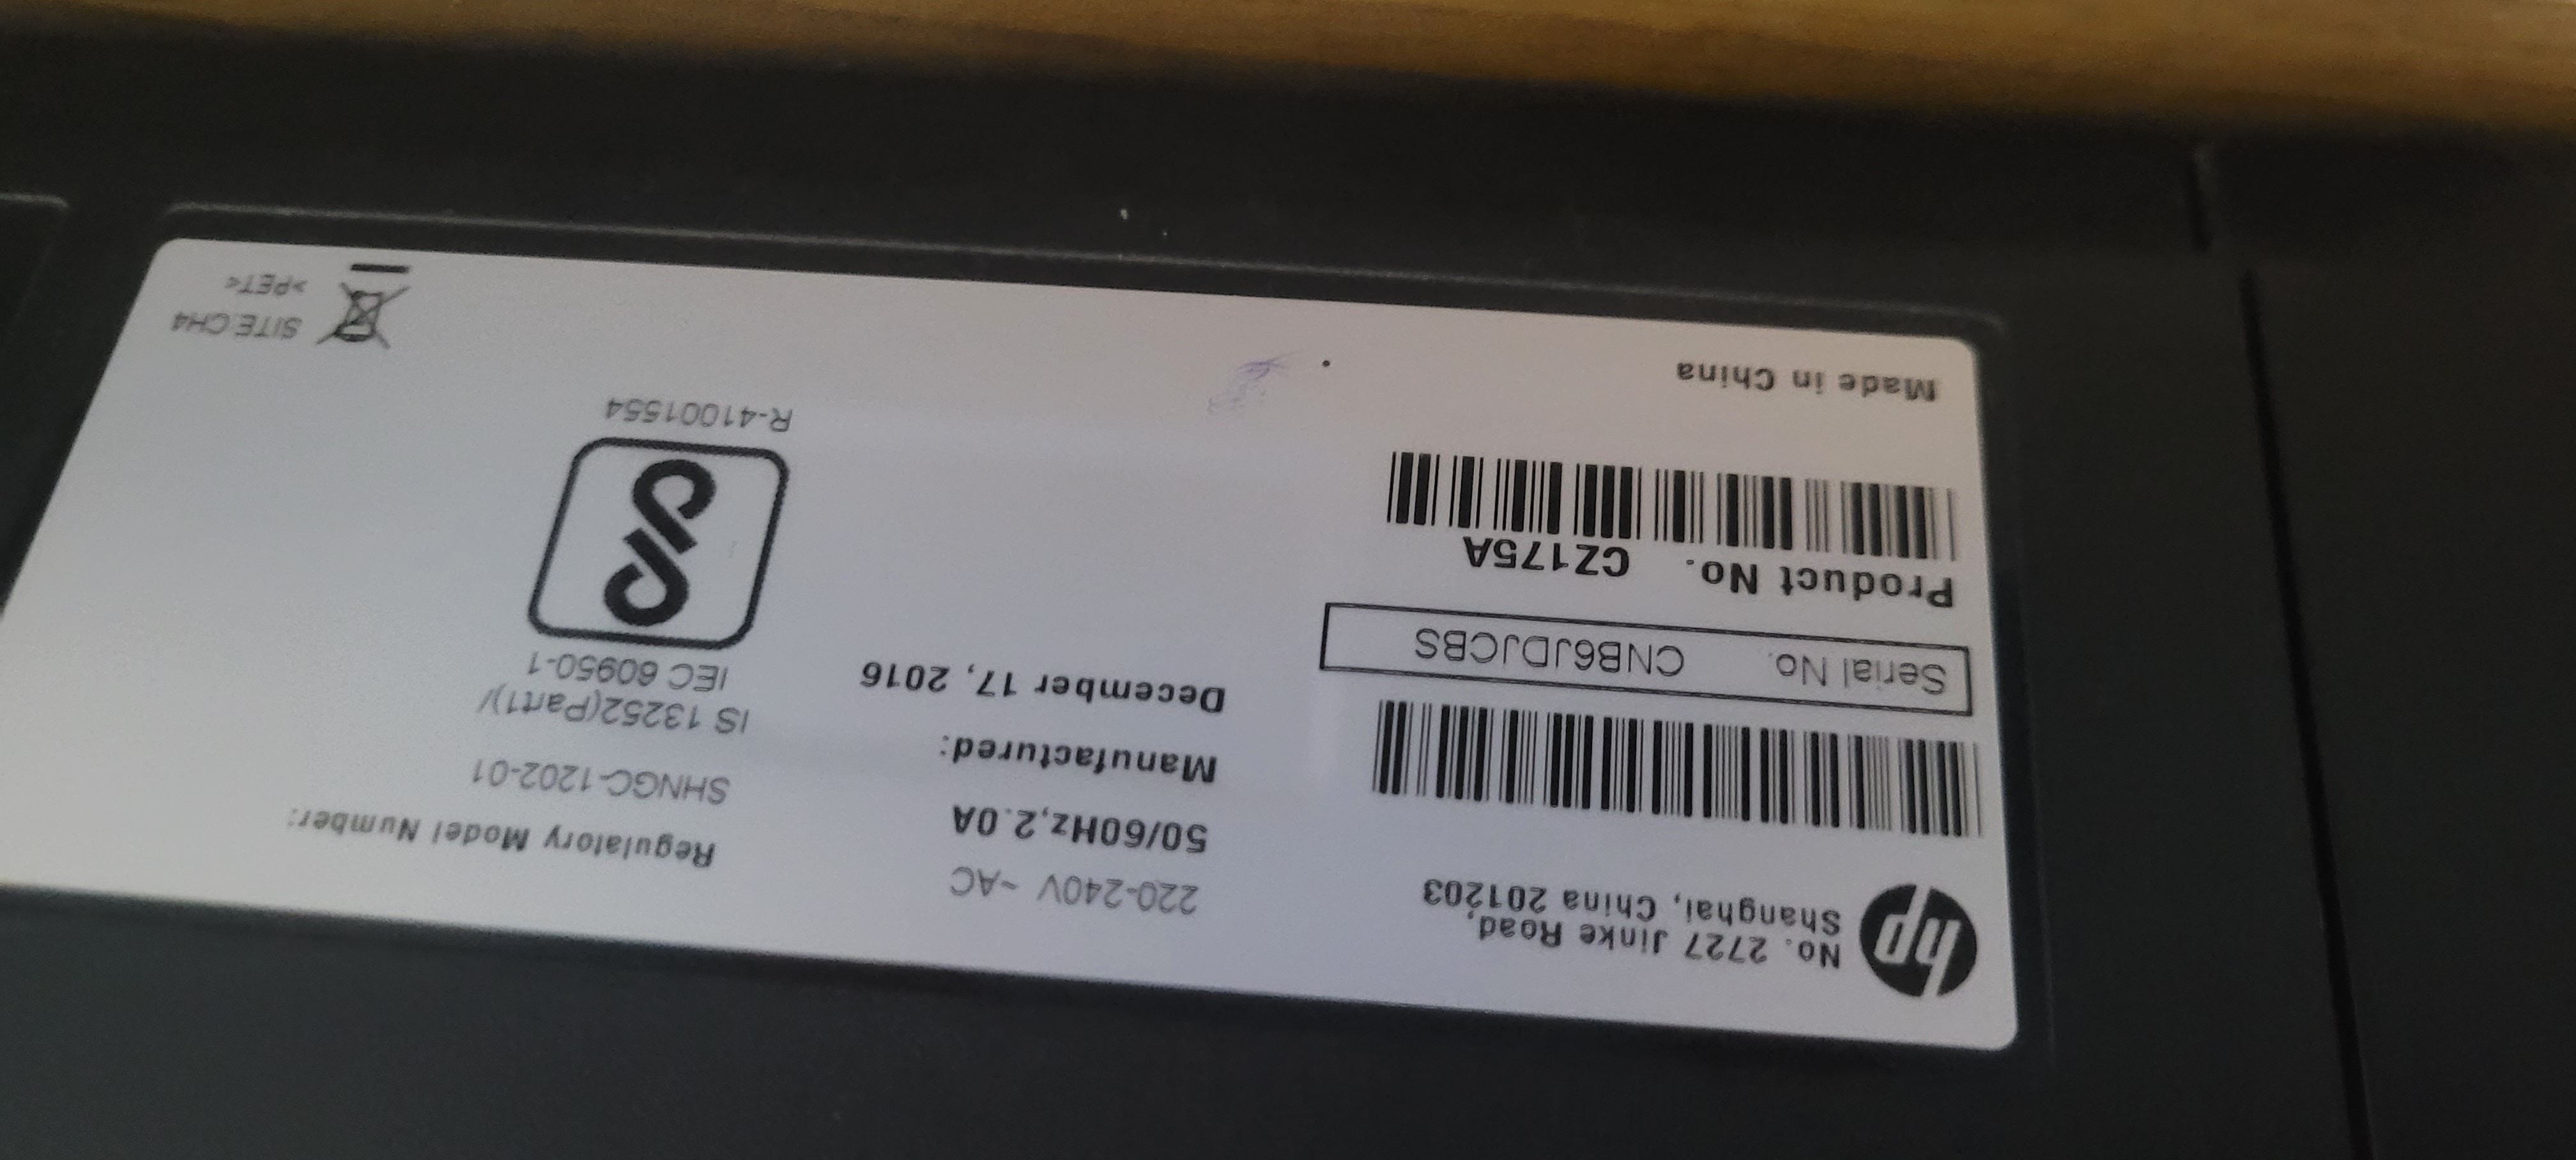 hp
No. 2727 Jinke Road,
Shanghai, China 201203
Serial No. CNB6JDJCBS
Product No. CZ175A
Made in China
220-240V ~AC
50/60Hz,2.0A
Manufactured:
December 17, 2016
Regulatory Model Number:
SHNGC-1202-01
IS 13252(Part1)/
IEC 60950-1
R-41001554
SITE:CH4
>PET<